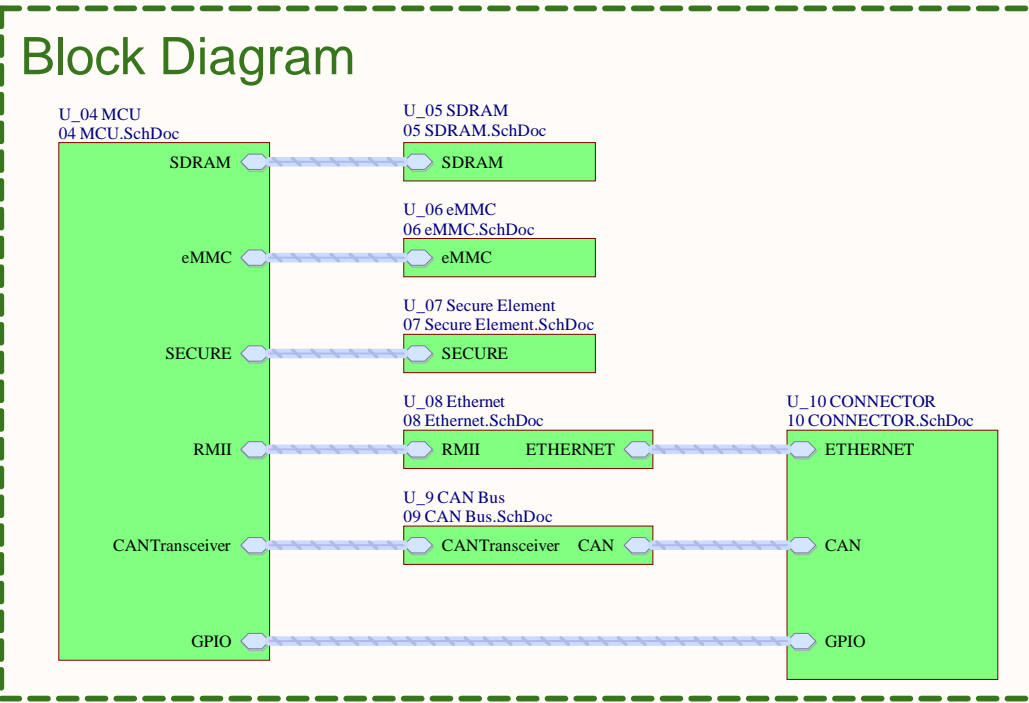 Block Diagram
U_04 MCU
04 MCU.SchDoc
SDRAM
eMMC
SECURE
RMII
CANTransceiver
GPIO
U_05 SDRAM
05 SDRAM.SchDoc
SDRAM
U_06 eMMC
06 eMMC.SchDoc
eMMC
U_07 Secure Element
07 Secure Element.SchDoc
SECURE
U_08 Ethernet
08 Ethernet.SchDoc
RMII ETHERNET
U_9 CAN Bus
09 CAN Bus.SchDoc
CANTransceiver CAN
U_10 CONNECTOR
10 CONNECTOR.SchDoc
ETHERNET
CAN
GPIO